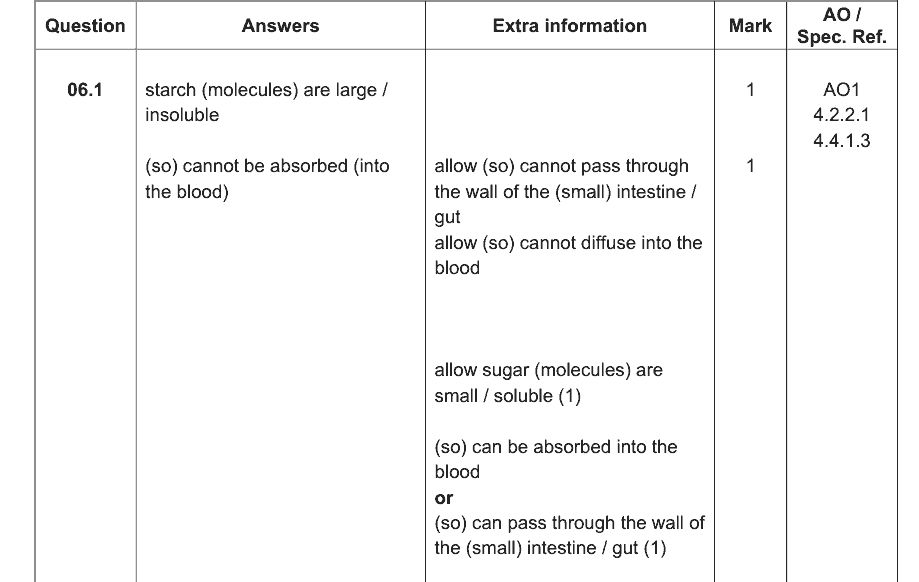 Question Answers Extra information Mark AO /
Spec. Ref.
06.1 starch (molecules) are large / 1 AO1
insoluble 4.2.2.1
4.4.1.3
(so) cannot be absorbed (into allow (so) cannot pass through 1
the blood) the wall of the (small) intestine /
gut
allow (so) cannot diffuse into the
blood
allow sugar (molecules) are
small / soluble (1)
(so) can be absorbed into the
blood
or
(so) can pass through the wall of
the (small) intestine / gut (1)